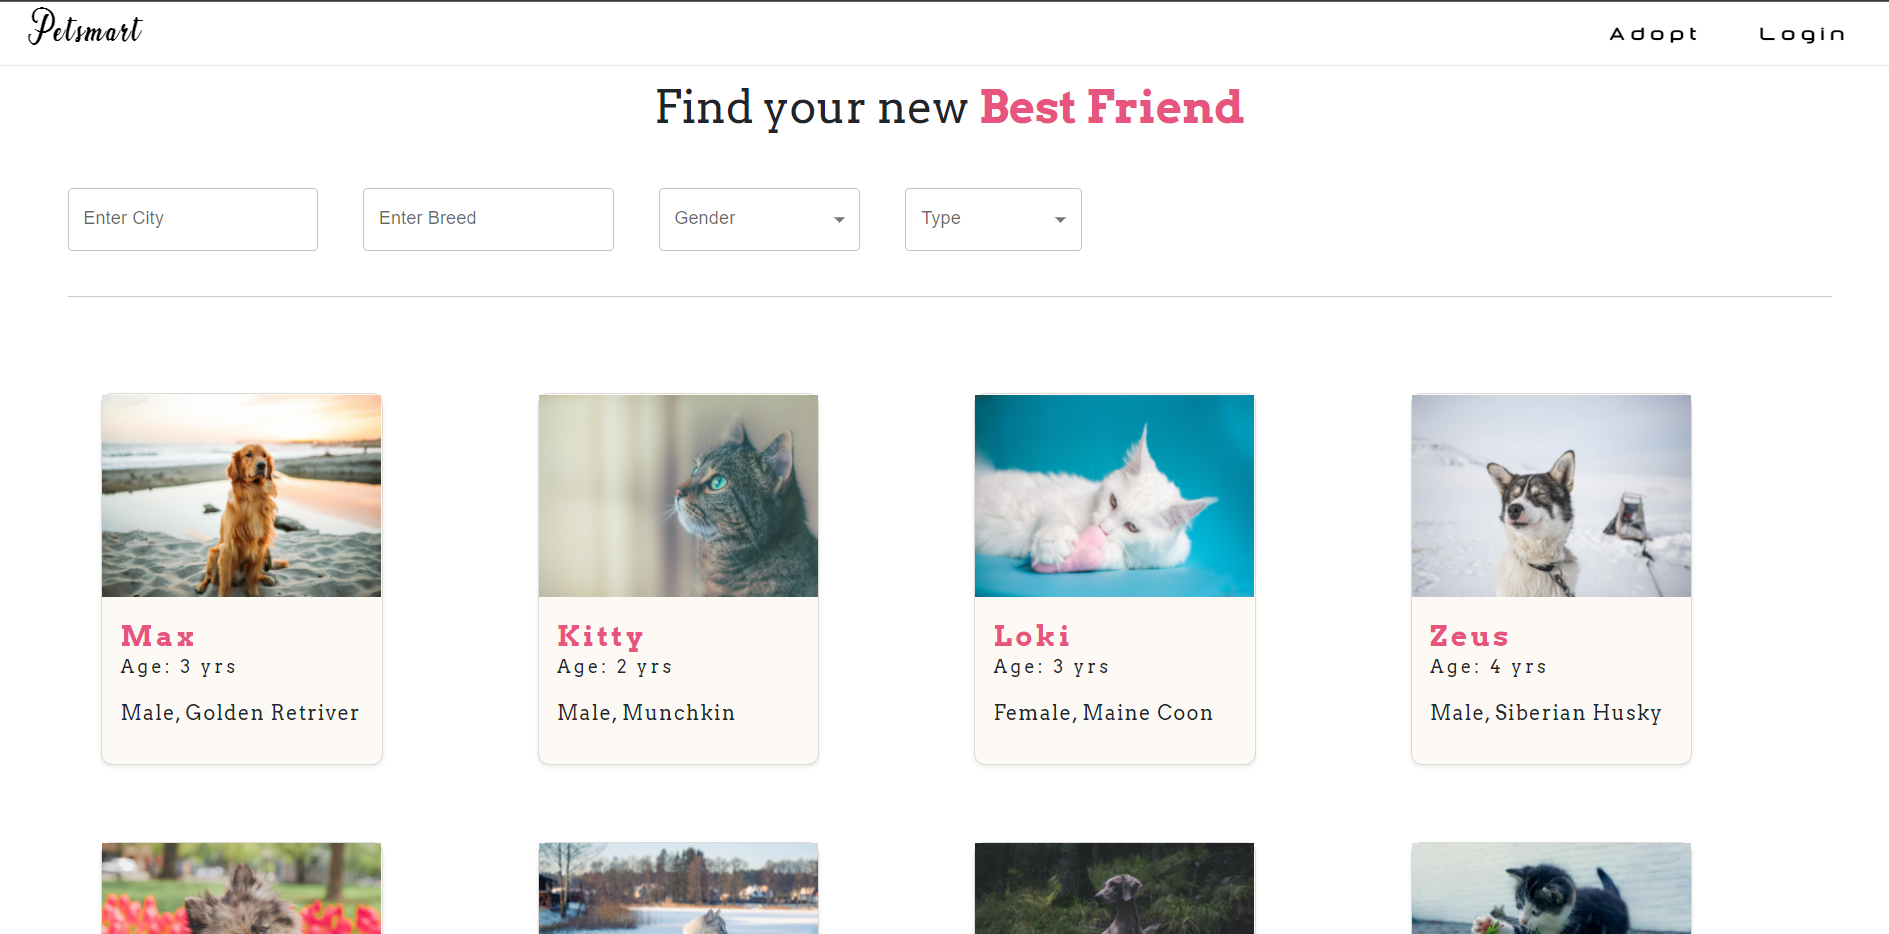 Petsmart
Adopt
Login
Find your new Best Friend
Enter City
Enter Breed
Gender
Type
Max
Age: 3 yrs
Male, Golden Retriver
Kitty
Age: 2 yrs
Male, Munchkin
Loki
Age: 3 yrs
Female, Maine Coon
Zeus
Age: 4 yrs
Male, Siberian Husky